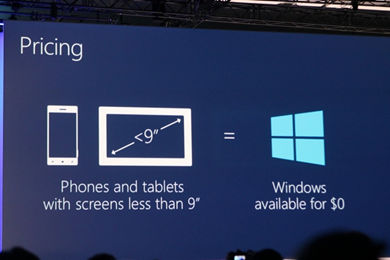 Pricing
<9″
=
Phones and tablets
with screens less than 9″
Windows
available for $0